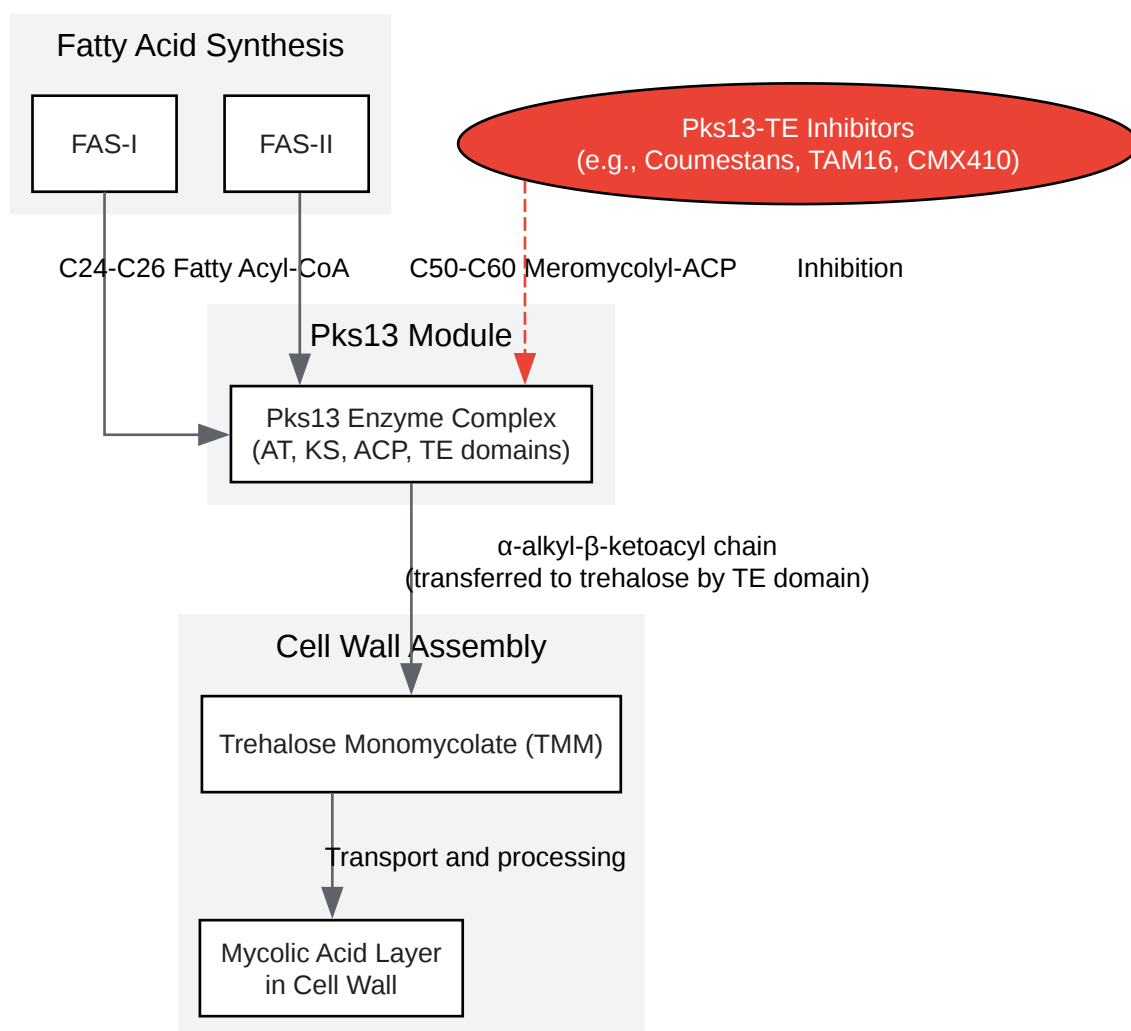 Fatty Acid Synthesis
FAS-I
FAS-II
Pks13-TE Inhibitors
(e.g., Coumestans, TAM16, CMX410)
C24-C26 Fatty Acyl-CoA
C50-C60 Meromycolyl-ACP
Inhibition
Pks13 Module
Pks13 Enzyme Complex
(AT, KS, ACP, TE domains)
α-alkyl-β-ketoacyl chain
(transferred to trehalose by TE domain)
Cell Wall Assembly
Trehalose Monomycolate (TMM)
Transport and processing
Mycolic Acid Layer
in Cell Wall